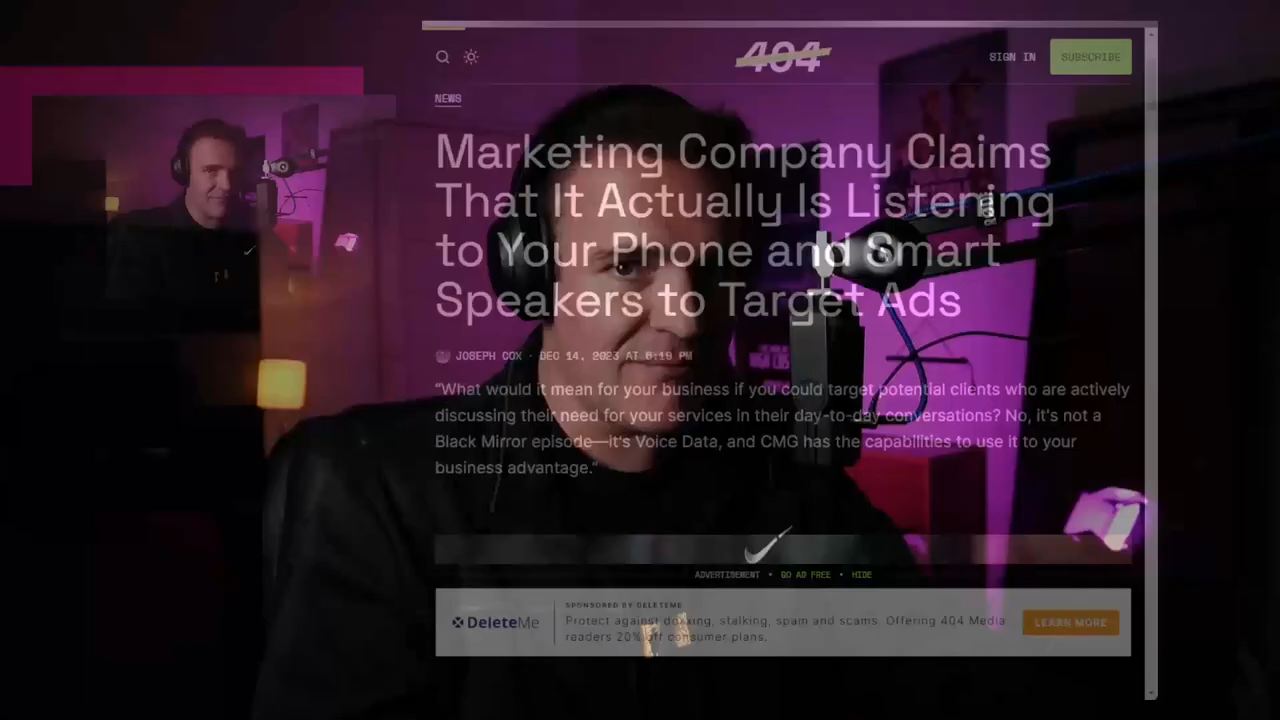 404
SIGN IN
SUBSCRIBE
NEWS
Marketing Company Claims
That It Actually Is Listening
to Your Phone and Smart
Speakers to Target Ads
JOSEPH COX · DEC 14, 2023 AT 6:19 PM
“What would it mean for your business if you could target potential clients who are actively
discussing their need for your services in their day-to-day conversations? No, it's not a
Black Mirror episode—it's Voice Data, and CMG has the capabilities to use it to your
business advantage.”
ADVERTISEMENT • GO AD FREE • HIDE
SPONSORED BY DELETEME
DeleteMe
Protect against doxxing, stalking, spam and scams. Offering 404 Media
readers 20% off consumer plans.
LEARN MORE